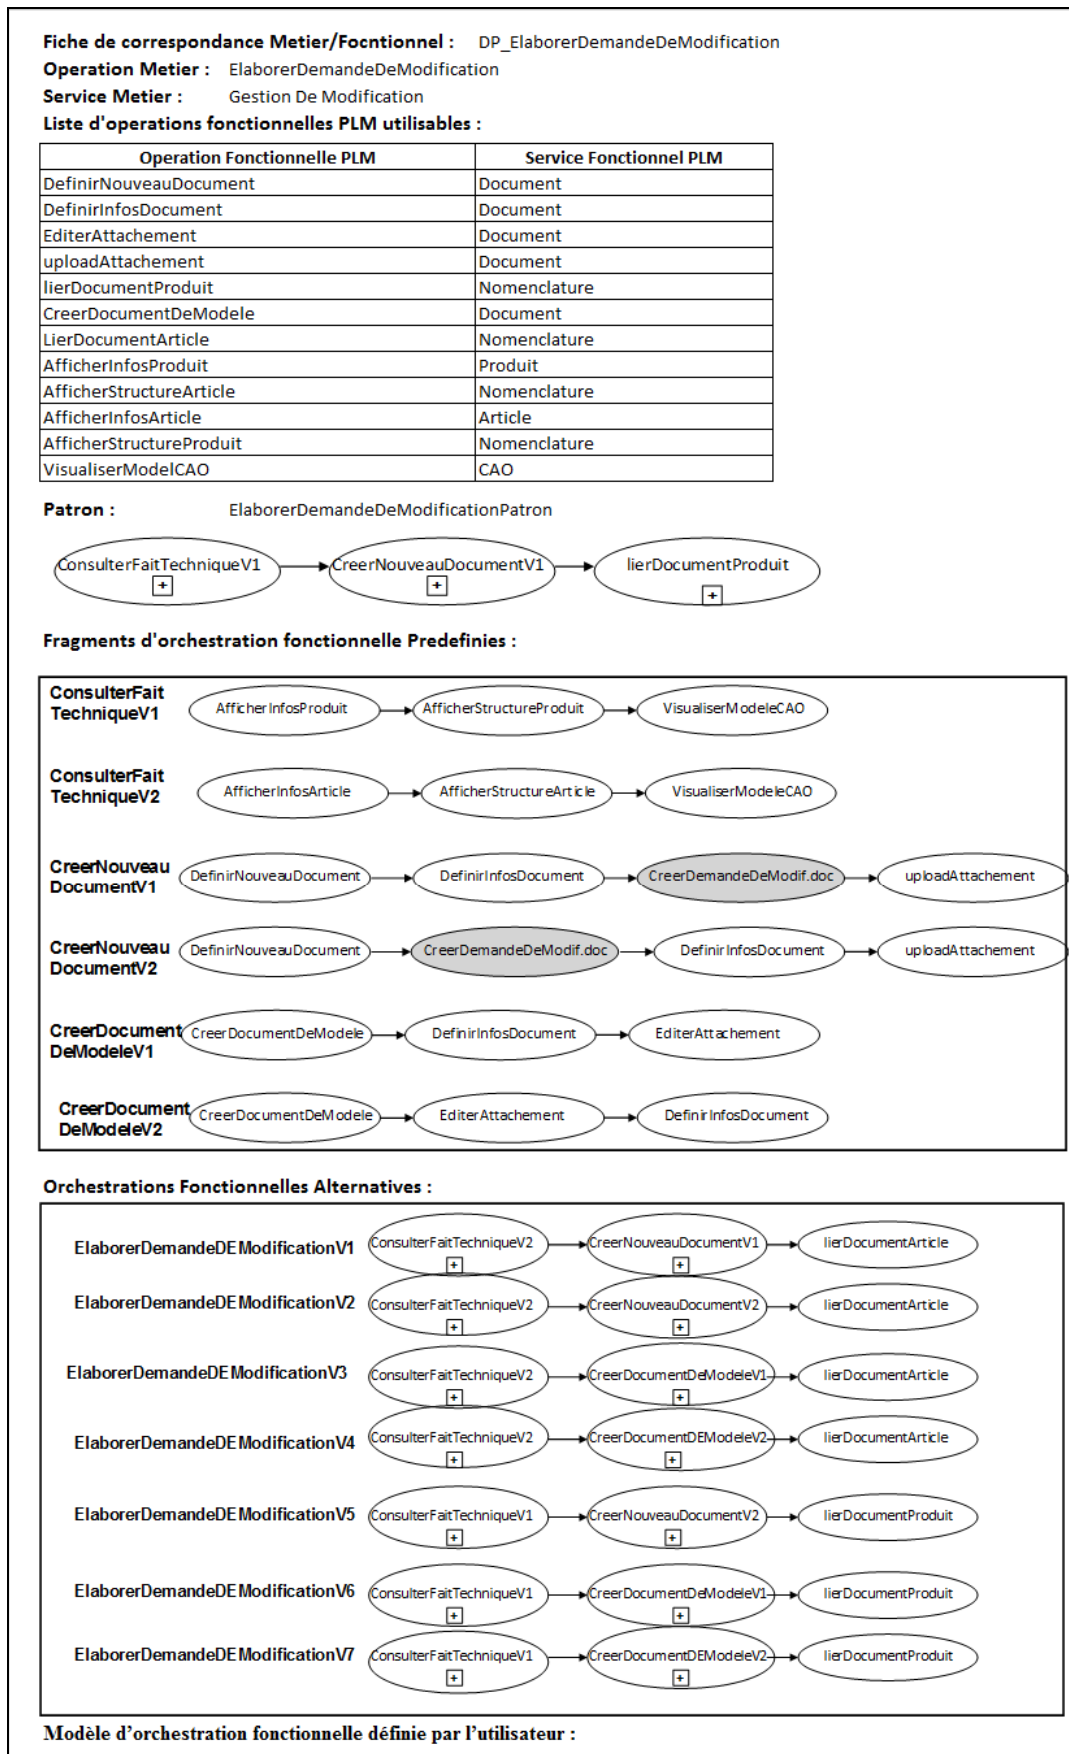 Fiche de correspondance Metier/Focntionnel : DP_ElaborerDemandeDeModification
Operation Metier : ElaborerDemandeDeModification
Service Metier : Gestion De Modification
Liste d'operations fonctionnelles PLM utilisables :
Operation Fonctionnelle PLM Service Fonctionnel PLM
DefinirNouveauDocument Document
DefinirInfosDocument Document
EditerAttachement Document
uploadAttachement Document
lierDocumentProduit Nomenclature
CreerDocumentDeModele Document
LierDocumentArticle Nomenclature
AfficherInfosProduit Produit
AfficherStructureArticle Nomenclature
AfficherInfosArticle Article
AfficherStructureProduit Nomenclature
VisualiserModelCAO CAO
Patron : ElaborerDemandeDeModificationPatron
ConsulterFaitTechniqueV1 CreerNouveauDocumentV1 lierDocumentProduit
+ + +
Fragments d'orchestration fonctionnelle Predefinies :
ConsulterFait
TechniqueV1
AfficherInfosProduit AfficherStructureProduit VisualiserModeleCAO
ConsulterFait
TechniqueV2
AfficherInfosArticle AfficherStructureArticle VisualiserModeleCAO
CreerNouveau
DocumentV1
DefinirNouveauDocument DefinirInfosDocument CreerDemandeDeModif.doc uploadAttachement
CreerNouveau
DocumentV2
DefinirNouveauDocument CreerDemandeDeModif.doc DefinirInfosDocument uploadAttachement
CreerDocument
DeModeleV1
CreerDocumentDeModele DefinirInfosDocument EditerAttachement
CreerDocument
DeModeleV2
CreerDocumentDeModele EditerAttachement DefinirInfosDocument
Orchestrations Fonctionnelles Alternatives :
ElaborerDemandeDEModificationV1 ConsulterFaitTechniqueV2 CreerNouveauDocumentV1 lierDocumentArticle
+ +
ElaborerDemandeDEModificationV2 ConsulterFaitTechniqueV2 CreerNouveauDocumentV2 lierDocumentArticle
+ +
ElaborerDemandeDEModificationV3 ConsulterFaitTechniqueV2 CreerDocumentDeModeleV1 lierDocumentArticle
+ +
ElaborerDemandeDEModificationV4 ConsulterFaitTechniqueV2 CreerDocumentDEModeleV2 lierDocumentArticle
+ +
ElaborerDemandeDEModificationV5 ConsulterFaitTechniqueV1 CreerNouveauDocumentV2 lierDocumentProduit
+ +
ElaborerDemandeDEModificationV6 ConsulterFaitTechniqueV1 CreerDocumentDeModeleV1 lierDocumentProduit
+ +
ElaborerDemandeDEModificationV7 ConsulterFaitTechniqueV1 CreerDocumentDEModeleV2 lierDocumentProduit
+ +
Modèle d’orchestration fonctionnelle définie par l’utilisateur :